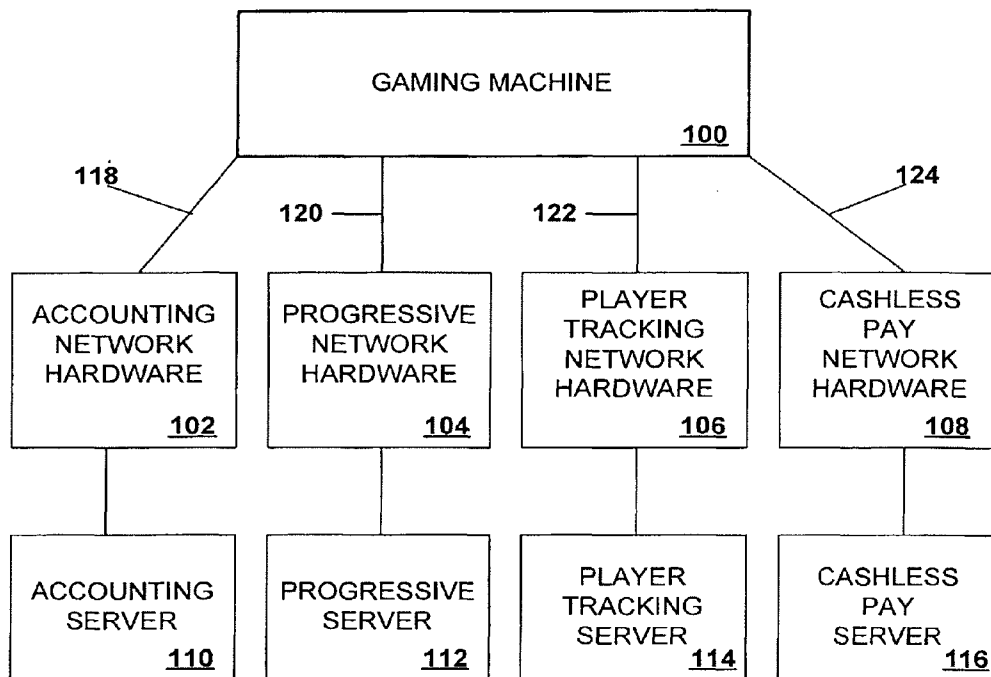 GAMING MACHINE
100
118
120
122
124
ACCOUNTING
NETWORK
HARDWARE
102
PROGRESSIVE
NETWORK
HARDWARE
104
PLAYER
TRACKING
NETWORK
HARDWARE
106
CASHLESS
PAY
NETWORK
HARDWARE
108
ACCOUNTING
SERVER
110
PROGRESSIVE
SERVER
112
PLAYER
TRACKING
SERVER
114
CASHLESS
PAY
SERVER
116